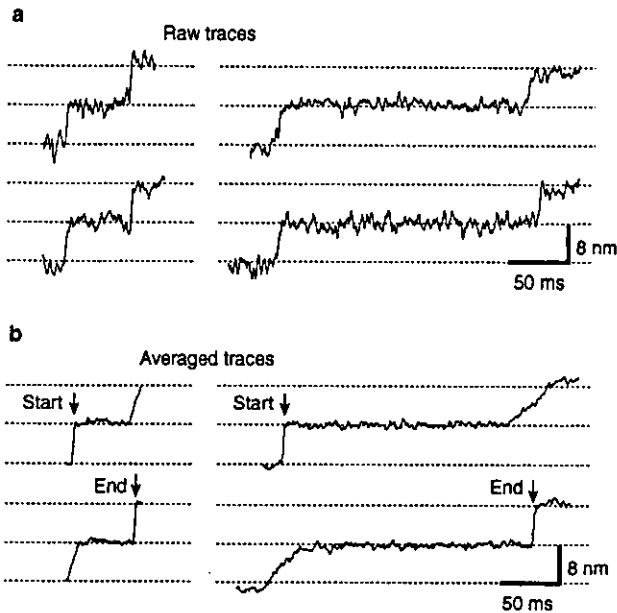 a
Raw traces
8 nm
50 ms
b
Averaged traces
Start
Start
End
End
8 nm
50 ms